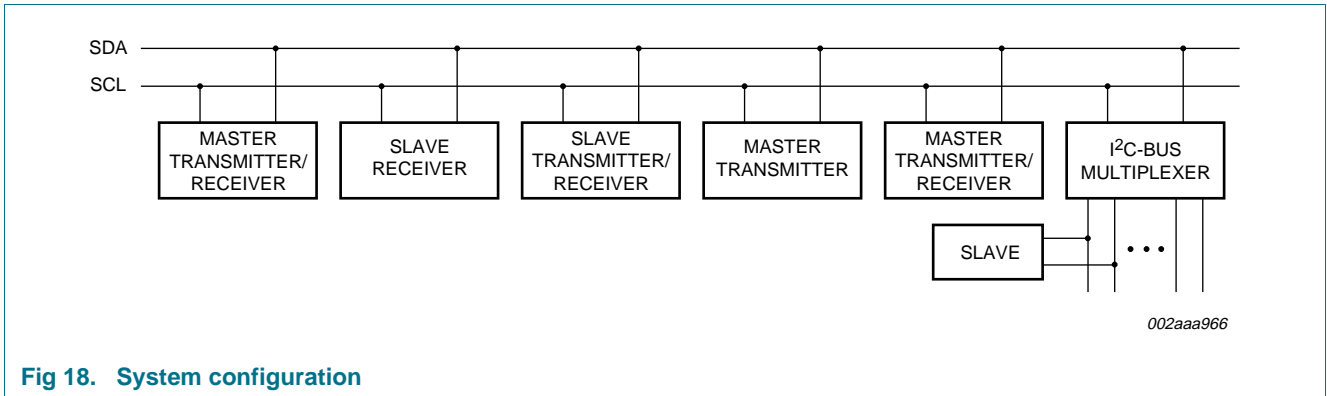 SDA
SCL
MASTER
TRANSMITTER/
RECEIVER
SLAVE
RECEIVER
SLAVE
TRANSMITTER/
RECEIVER
MASTER
TRANSMITTER
MASTER
TRANSMITTER/
RECEIVER
I²C-BUS
MULTIPLEXER
SLAVE
002aaa966
Fig 18. System configuration